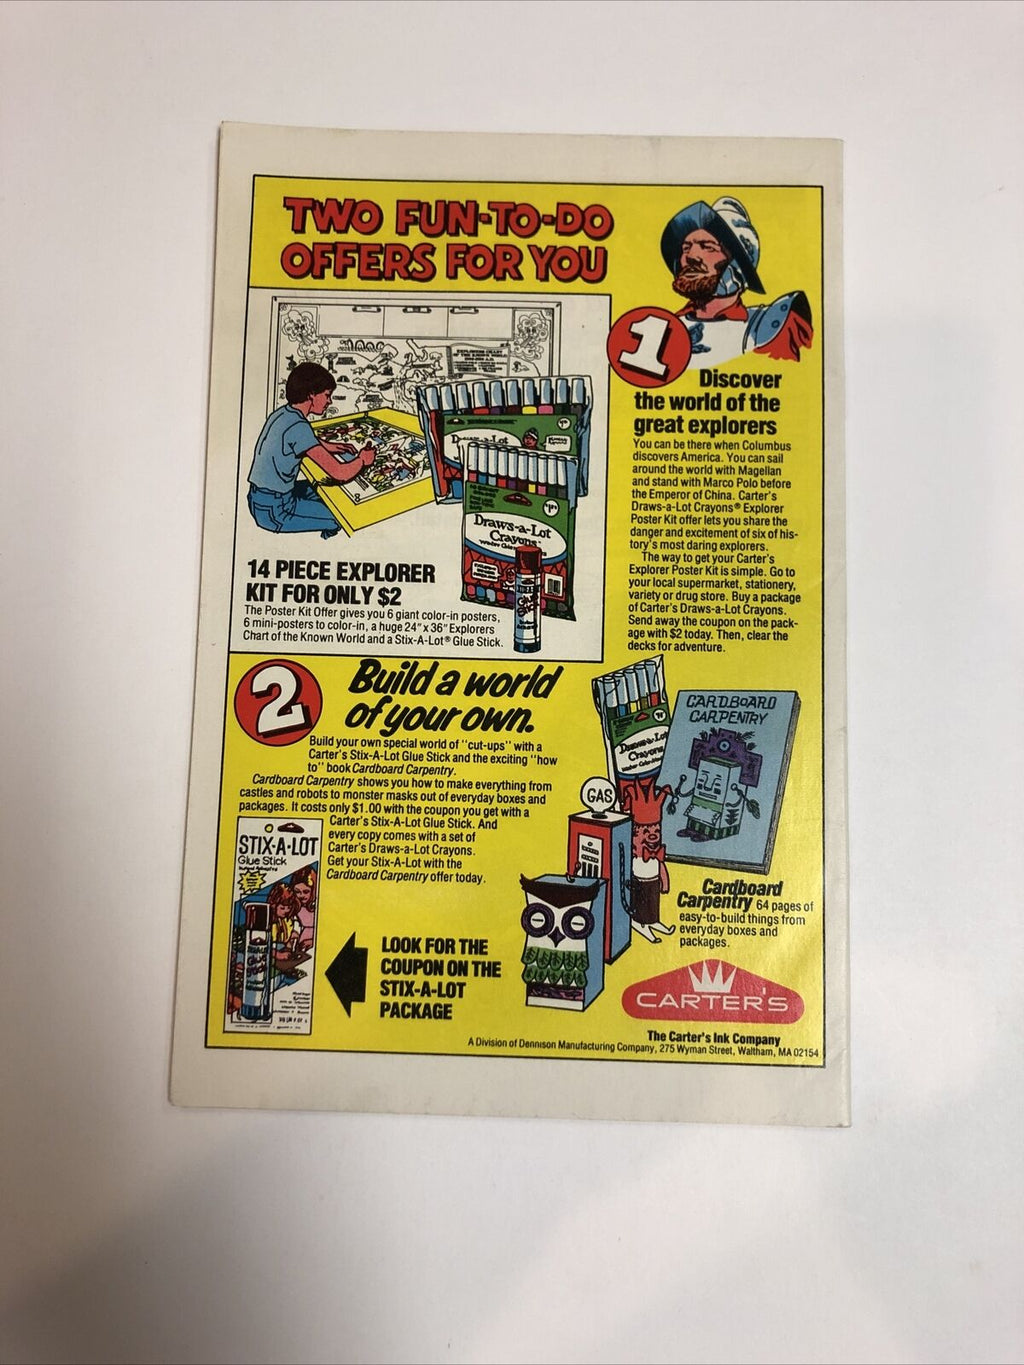 TWO FUN-TO-DO
OFFERS FOR YOU
1
Discover
the world of the
great explorers
You can be there when Columbus
discovers America. You can sail
around the world with Magellan
and stand with Marco Polo before
the Emperor of China. Carter's
Draws-a-Lot Crayons® Explorer
Poster Kit offer lets you share the
danger and excitement of six of his-
tory's most daring explorers.
The way to get your Carter's
Explorer Poster Kit is simple. Go to
your local supermarket, stationery,
variety or drug store. Buy a package
of Carter's Draws-a-Lot Crayons.
Send away the coupon on the pack-
age with $2 today. Then, clear the
decks for adventure.
Draws-a-Lot
Draws-a-Lot
Crayons
14 PIECE EXPLORER
KIT FOR ONLY $2
The Poster Kit Offer gives you 6 giant color-in posters,
6 mini-posters to color-in, a huge 24" x 36" Explorers
Chart of the Known World and a Stix-A-Lot® Glue Stick.
2
Build a world
of your own.
Build your own special world of "cut-ups" with a
Carter's Stix-A-Lot Glue Stick and the exciting "how
to" book Cardboard Carpentry.
Cardboard Carpentry shows you how to make everything from
castles and robots to monster masks out of everyday boxes and
packages. It costs only $1.00 with the coupon you get with a
Carter's Stix-A-Lot Glue Stick. And
every copy comes with a set of
Carter's Draws-a-Lot Crayons.
Get your Stix-A-Lot with the
Cardboard Carpentry offer today.
STIX-A-LOT
Glue Stick
LOOK FOR THE
COUPON ON THE
STIX-A-LOT
PACKAGE
Draws-a-Lot
Crayons
CARDBOARD
CARPENTRY
GAS
Cardboard
Carpentry 64 pages of
easy-to-build things from
everyday boxes and
packages.
CARTER'S
The Carter's Ink Company
A Division of Dennison Manufacturing Company, 275 Wyman Street, Waltham, MA 02154